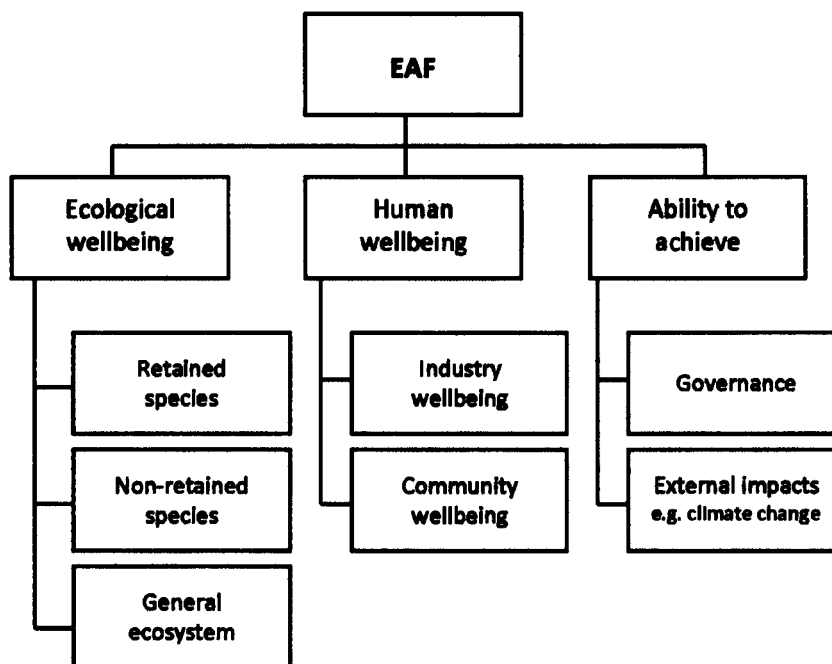 EAF
Ecological
wellbeing
Human
wellbeing
Ability to
achieve
Retained
species
Industry
wellbeing
Governance
Non-retained
species
Community
wellbeing
External impacts
e.g. climate change
General
ecosystem